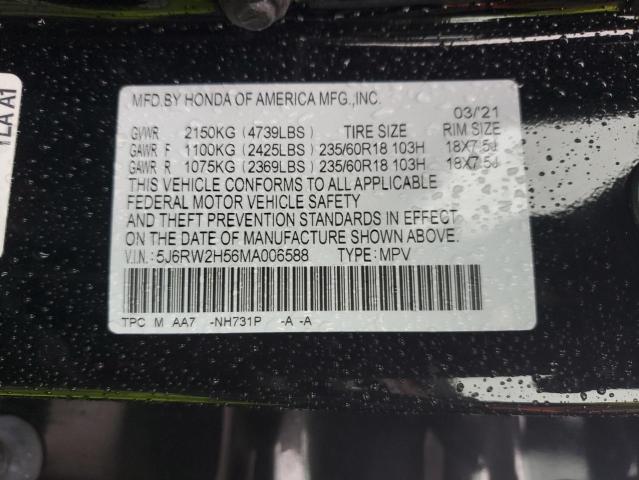 MFD.BY HONDA OF AMERICA MFG.,INC.
03/'21
GVWR 2150KG (4739LBS) TIRE SIZE RIM SIZE
GAWR F 1100KG (2425LBS) 235/60R18 103H 18X7.5J
GAWR R 1075KG (2369LBS) 235/60R18 103H 18X7.5J
THIS VEHICLE CONFORMS TO ALL APPLICABLE
FEDERAL MOTOR VEHICLE SAFETY
AND THEFT PREVENTION STANDARDS IN EFFECT
ON THE DATE OF MANUFACTURE SHOWN ABOVE.
V.I.N.: 5J6RW2H56MA006588 TYPE: MPV
TPC M AA7 -NH731P -A -A